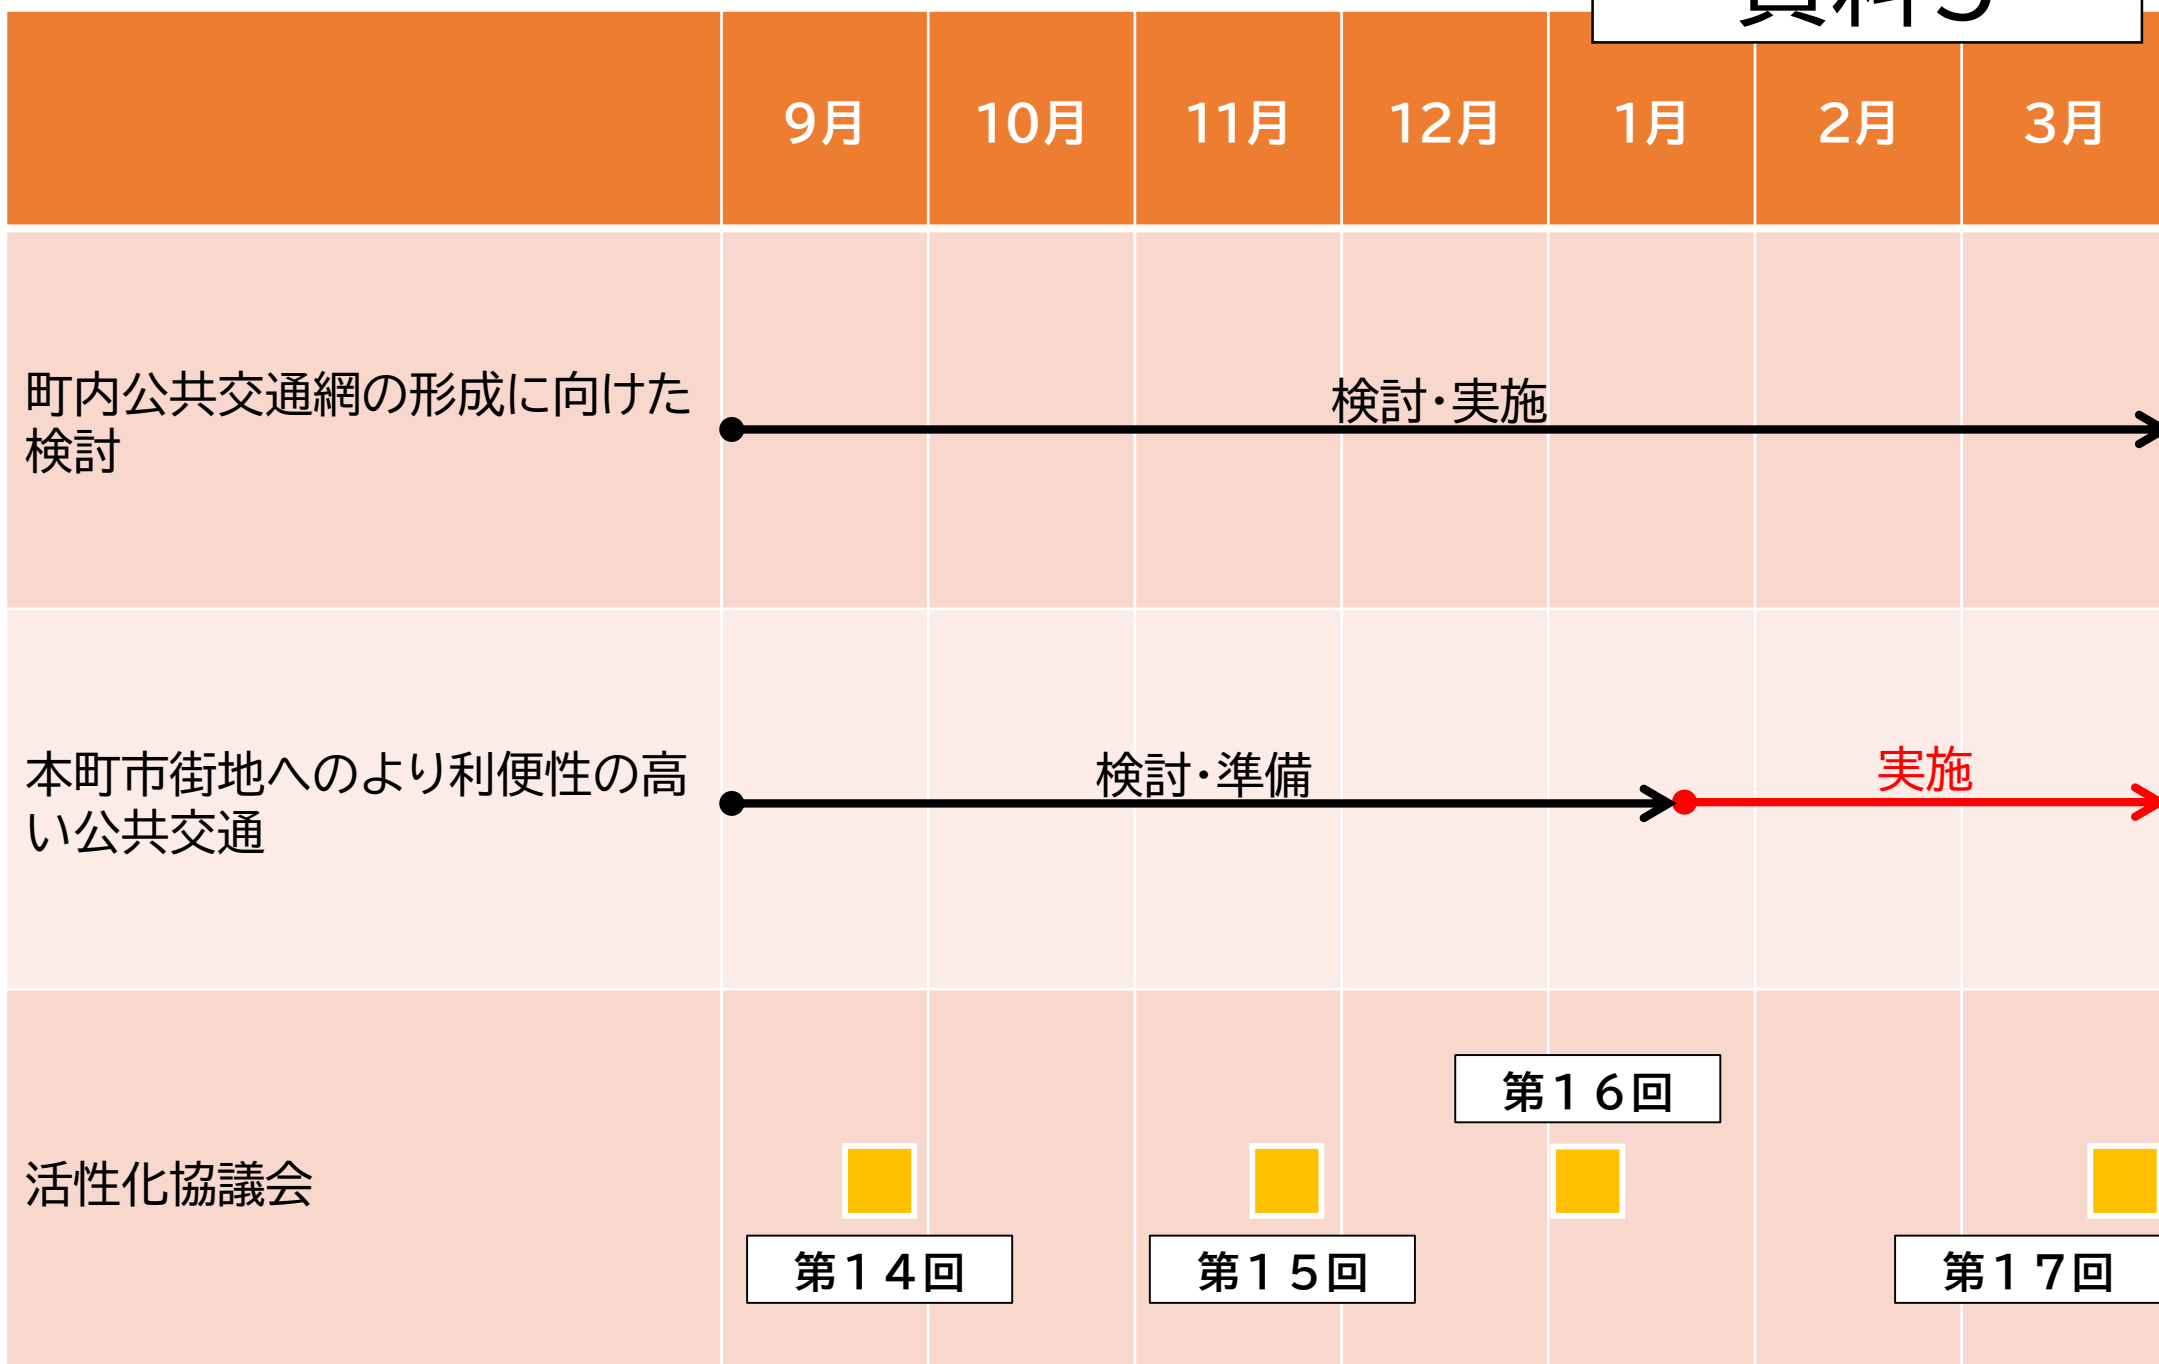 9月 10月 11月 12月 1月 2月 3月
町内公共交通網の形成に向けた
検討
検討・実施
本町市街地へのより利便性の高
い公共交通
検討・準備
実施
活性化協議会
第16回
第14回
第15回
第17回